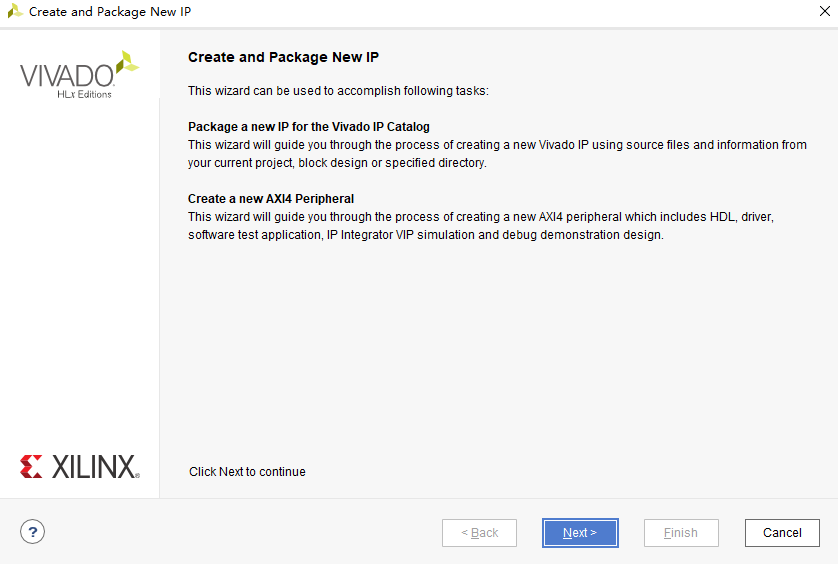 Create and Package New IP
VIVADO
HLx Editions
Create and Package New IP
This wizard can be used to accomplish following tasks:
Package a new IP for the Vivado IP Catalog
This wizard will guide you through the process of creating a new Vivado IP using source files and information from
your current project, block design or specified directory.
Create a new AXI4 Peripheral
This wizard will guide you through the process of creating a new AXI4 peripheral which includes HDL, driver,
software test application, IP Integrator VIP simulation and debug demonstration design.
XILINX®
Click Next to continue
?
< Back
Next >
Finish
Cancel